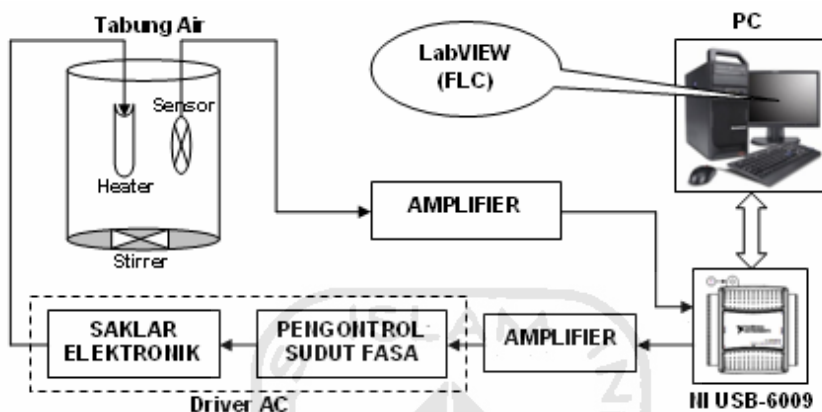 Tabung Air
PC
LabVIEW
(FLC)
Sensor
Heater
Stirrer
AMPLIFIER
SAKLAR
ELEKTRONIK
PENGONTROL
SUDUT FASA
AMPLIFIER
Driver AC
NI USB-6009
ISLAM